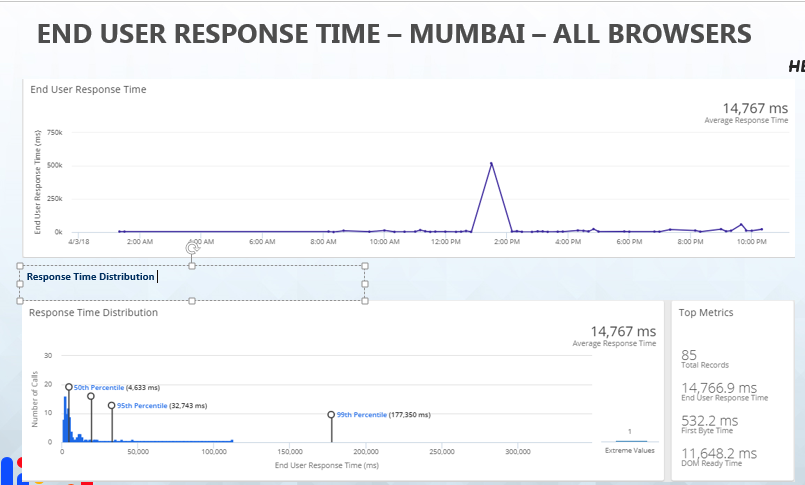 END USER RESPONSE TIME – MUMBAI – ALL BROWSERS
End User Response Time
14,767 ms
Average Response Time
End User Response Time (ms)
750k
500k
250k
0k
4/3/18 2:00 AM 4:00 AM 6:00 AM 8:00 AM 10:00 AM 12:00 PM 2:00 PM 4:00 PM 6:00 PM 8:00 PM 10:00 PM
Response Time Distribution
Response Time Distribution
14,767 ms
Average Response Time
Number of Calls
30
20
10
0
50th Percentile (4,633 ms)
95th Percentile (32,743 ms)
99th Percentile (177,350 ms)
0 50,000 100,000 150,000 200,000 250,000 300,000
End User Response Time (ms)
1
Extreme Values
Top Metrics
85
Total Records
14,766.9 ms
End User Response Time
532.2 ms
First Byte Time
11,648.2 ms
DOM Ready Time